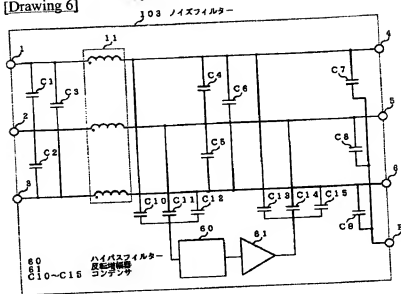 [Drawing 6]
103 ノイズフィルター
1
11
4
C1
C3
C4
C6
C7
2
5
C2
C5
C8
3
6
C10
C11
C12
C13
C14
C15
C9
60
61
E
60 ハイパスフィルター
61 反転増幅器
C10~C15 コンデンサ